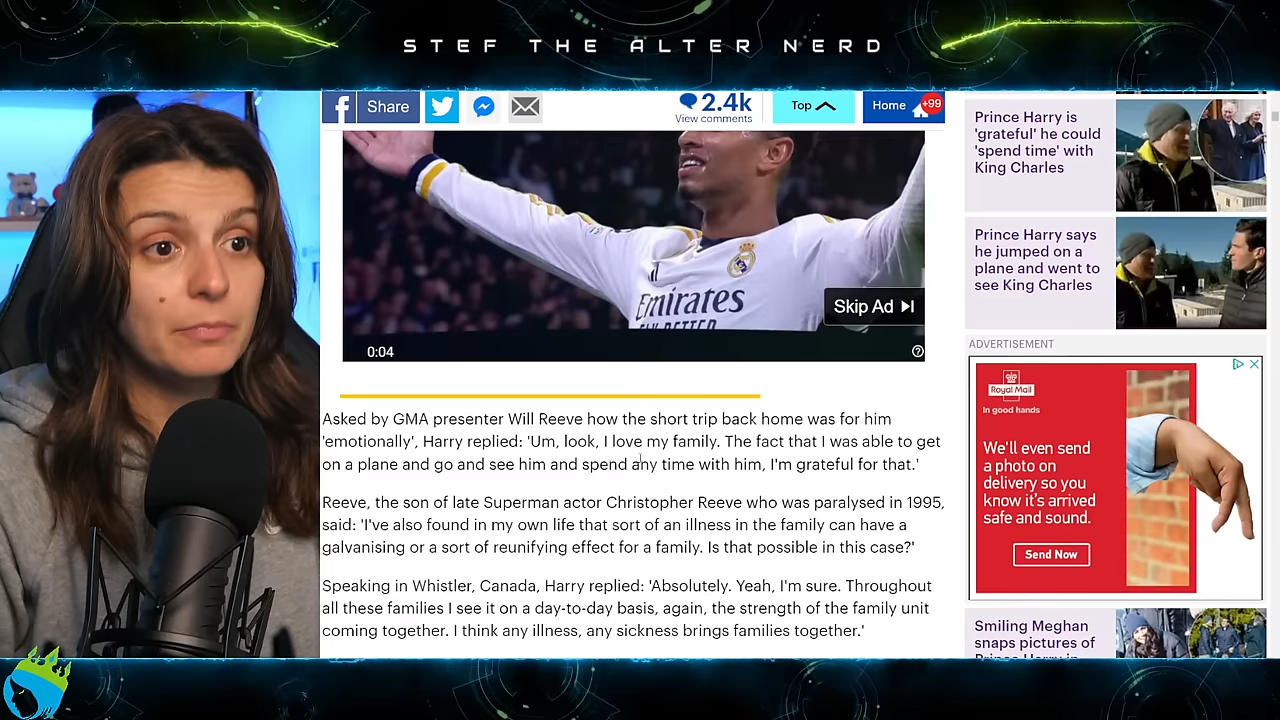 STEF THE ALTER NERD
Share
2.4k
View comments
Top
Home
+99
Emirates
FLY BETTER
Skip Ad
0:04
Asked by GMA presenter Will Reeve how the short trip back home was for him
'emotionally', Harry replied: 'Um, look, I love my family. The fact that I was able to get
on a plane and go and see him and spend any time with him, I'm grateful for that.'
Reeve, the son of late Superman actor Christopher Reeve who was paralysed in 1995,
said: 'I've also found in my own life that sort of an illness in the family can have a
galvanising or a sort of reunifying effect for a family. Is that possible in this case?'
Speaking in Whistler, Canada, Harry replied: 'Absolutely. Yeah, I'm sure. Throughout
all these families I see it on a day-to-day basis, again, the strength of the family unit
coming together. I think any illness, any sickness brings families together.'
Prince Harry is
'grateful' he could
'spend time' with
King Charles
Prince Harry says
he jumped on a
plane and went to
see King Charles
ADVERTISEMENT
Royal Mail
In good hands
We'll even send
a photo on
delivery so you
know it's arrived
safe and sound.
Send Now
Smiling Meghan
snaps pictures of
Prince Harry in